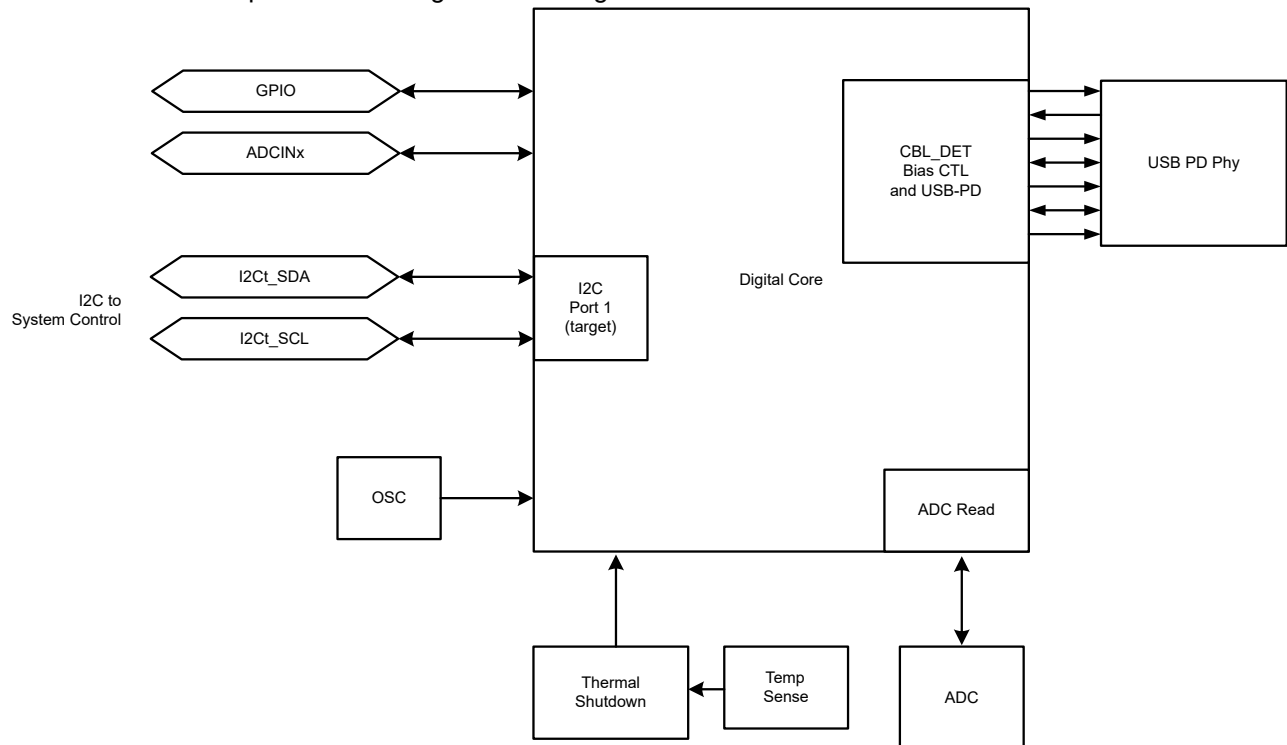 GPIO
ADCINx
CBL_DET
Bias CTL
and USB-PD
USB PD Phy
I2C to
System Control
I2Ct_SDA
I2Ct_SCL
I2C
Port 1
(target)
Digital Core
OSC
ADC Read
Thermal
Shutdown
Temp
Sense
ADC